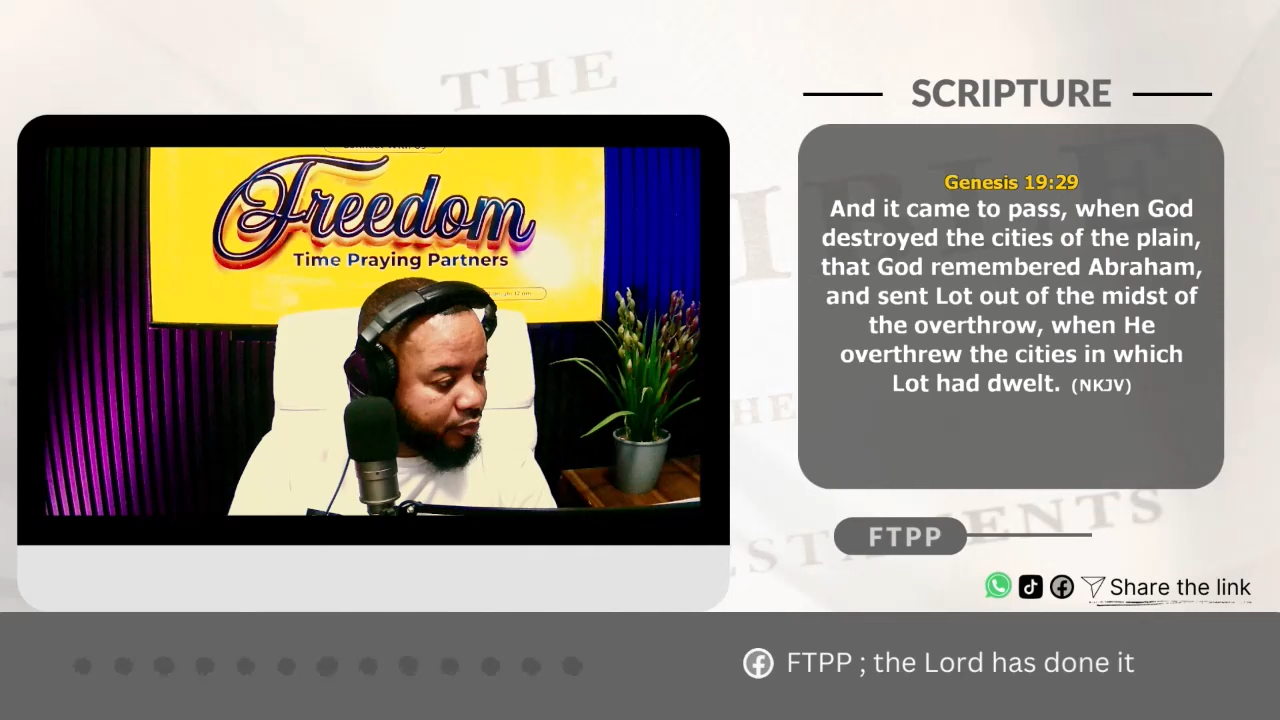 THE
SCRIPTURE
Freedom
Time Praying Partners
Genesis 19:29
And it came to pass, when God
destroyed the cities of the plain,
that God remembered Abraham,
and sent Lot out of the midst of
the overthrow, when He
overthrew the cities in which
Lot had dwelt. (NKJV)
FTPP
Share the link
FTPP ; the Lord has done it